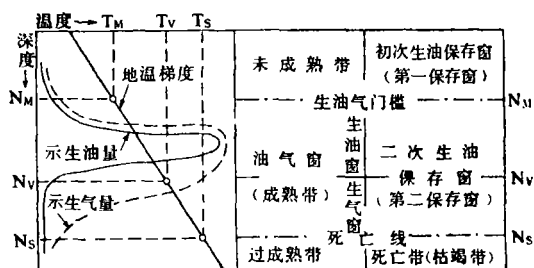 温度→ T_M T_V T_S
深度
地温梯度
N_M
示生油量
N_V
示生气量
N_S
未成熟带
初次生油保存窗
(第一保存窗)
生油气门槛
N_M
油气窗
(成熟带)
生油窗
生气窗
二次生油
保存窗
(第二保存窗)
N_V
死亡线
N_S
过成熟带
死亡带(枯竭带)